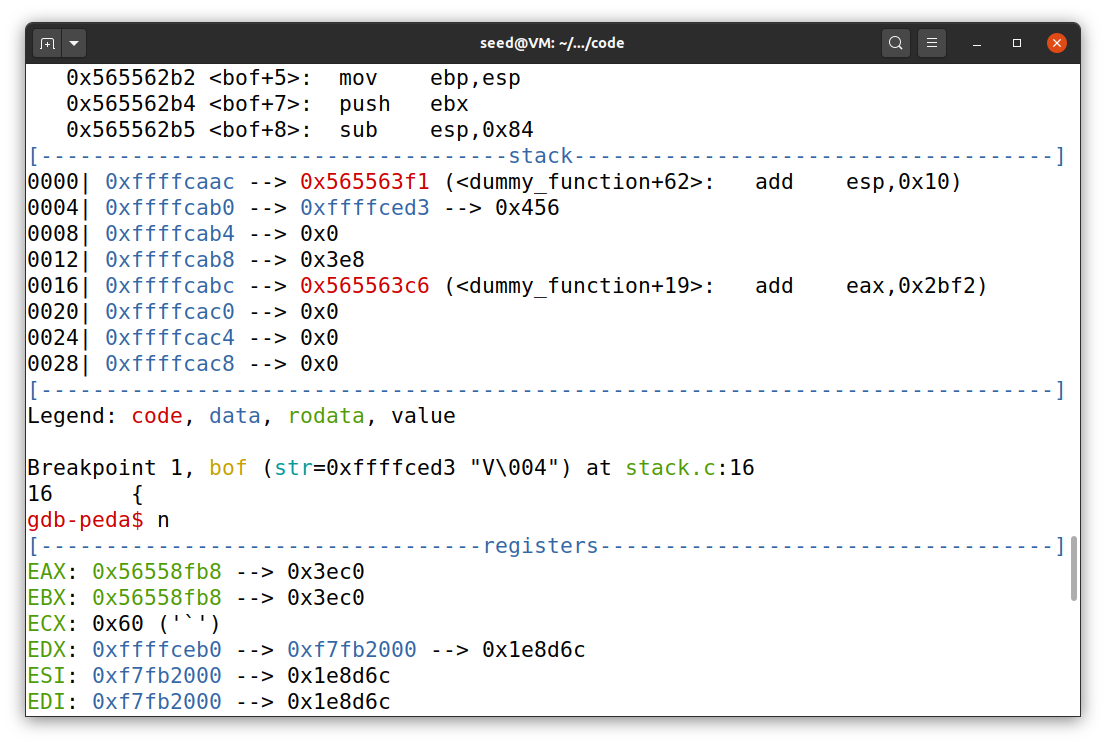 seed@VM: ~/.../code
0x565562b2 <bof+5>: mov ebp,esp
0x565562b4 <bof+7>: push ebx
0x565562b5 <bof+8>: sub esp,0x84
[------------------------------------stack-------------------------------------]
0000| 0xffffcaac --> 0x565563f1 (<dummy_function+62>: add esp,0x10)
0004| 0xffffcab0 --> 0xffffced3 --> 0x456
0008| 0xffffcab4 --> 0x0
0012| 0xffffcab8 --> 0x3e8
0016| 0xffffcabc --> 0x565563c6 (<dummy_function+19>: add eax,0x2bf2)
0020| 0xffffcac0 --> 0x0
0024| 0xffffcac4 --> 0x0
0028| 0xffffcac8 --> 0x0
[------------------------------------------------------------------------------]
Legend: code, data, rodata, value
Breakpoint 1, bof (str=0xffffced3 "V\004") at stack.c:16
16 {
gdb-peda$ n
[----------------------------------registers-----------------------------------]
EAX: 0x56558fb8 --> 0x3ec0
EBX: 0x56558fb8 --> 0x3ec0
ECX: 0x60 ('`')
EDX: 0xffffceb0 --> 0xf7fb2000 --> 0x1e8d6c
ESI: 0xf7fb2000 --> 0x1e8d6c
EDI: 0xf7fb2000 --> 0x1e8d6c